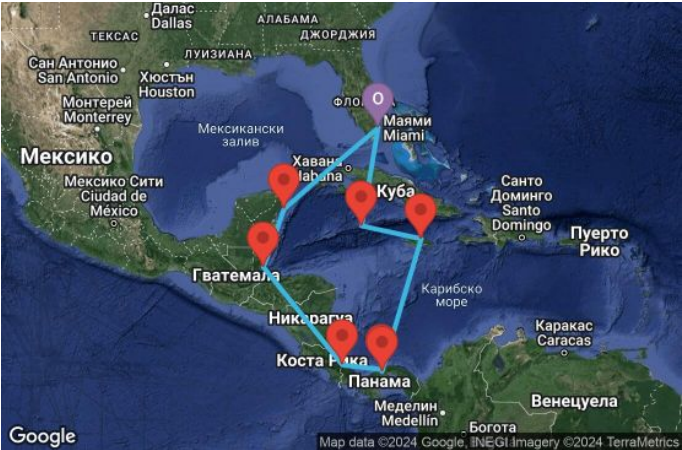 Далас
Dallas
АЛАБАМА
ТЕКСАС
ДЖОРДЖИЯ
ЛУИЗИАНА
Сан Антонио
San Antonio
Хюстън
Houston
Монтерей
Monterrey
ФЛО
O
Маями
Miami
Мексикански
залив
Мексико
Хавана
Habana
Мексико Сити
Ciudad de
México
Куба
Санто
Доминго
Santo
Domingo
Пуерто
Рико
Гватемала
Карибско
море
Никарагуа
Коста Рика
Панама
Каракас
Caracas
Меделин
Medellín
Венецуела
Богота
Google
Map data ©2024 Google, INEGI Imagery ©2024 TerraMetrics